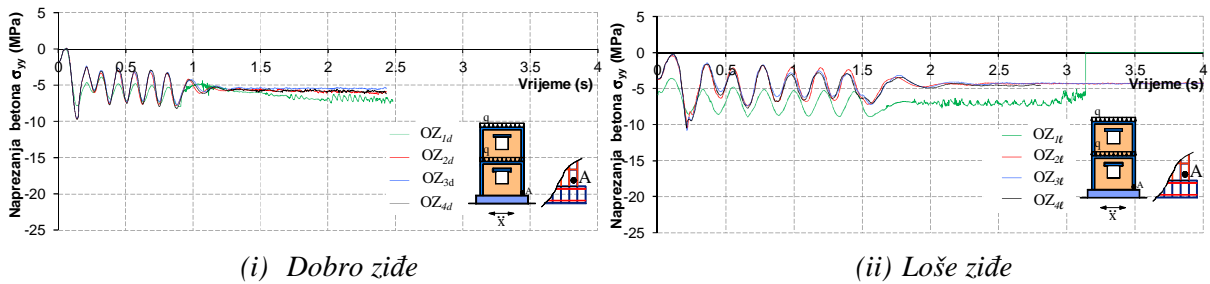 Naprezanja betona σyy (MPa)
5
0
-5
-10
-15
-20
-25
0
0.5
1
1.5
2
2.5
3
3.5
4
Vrijeme (s)
OZ1d
OZ2d
OZ3d
OZ4d
q
q
A
ẍ
A
(i) Dobro ziđe
Naprezanja betona σyy (MPa)
5
0
-5
-10
-15
-20
-25
0
0.5
1
1.5
2
2.5
3
3.5
4
Vrijeme (s)
OZ1ℓ
OZ2ℓ
OZ3ℓ
OZ4ℓ
q
q
A
ẍ
A
(ii) Loše ziđe